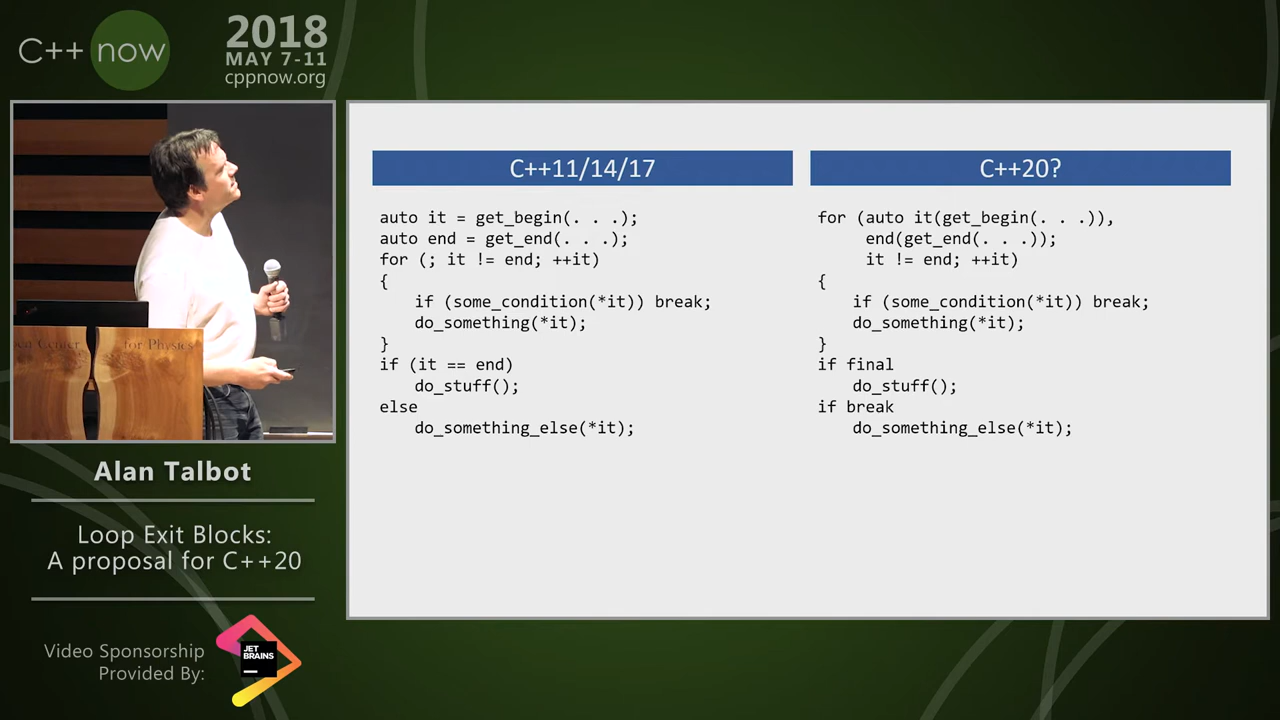 C++ now
2018
MAY 7-11
cppnow.org
for Physics
Alan Talbot
Loop Exit Blocks:
A proposal for C++20
Video Sponsorship
Provided By:
JET
BRAINS
C++11/14/17
auto it = get_begin(. . .);
auto end = get_end(. . .);
for (; it != end; ++it)
{
    if (some_condition(*it)) break;
    do_something(*it);
}
if (it == end)
    do_stuff();
else
    do_something_else(*it);
C++20?
for (auto it(get_begin(. . .)),
     end(get_end(. . .));
     it != end; ++it)
{
    if (some_condition(*it)) break;
    do_something(*it);
}
if final
    do_stuff();
if break
    do_something_else(*it);